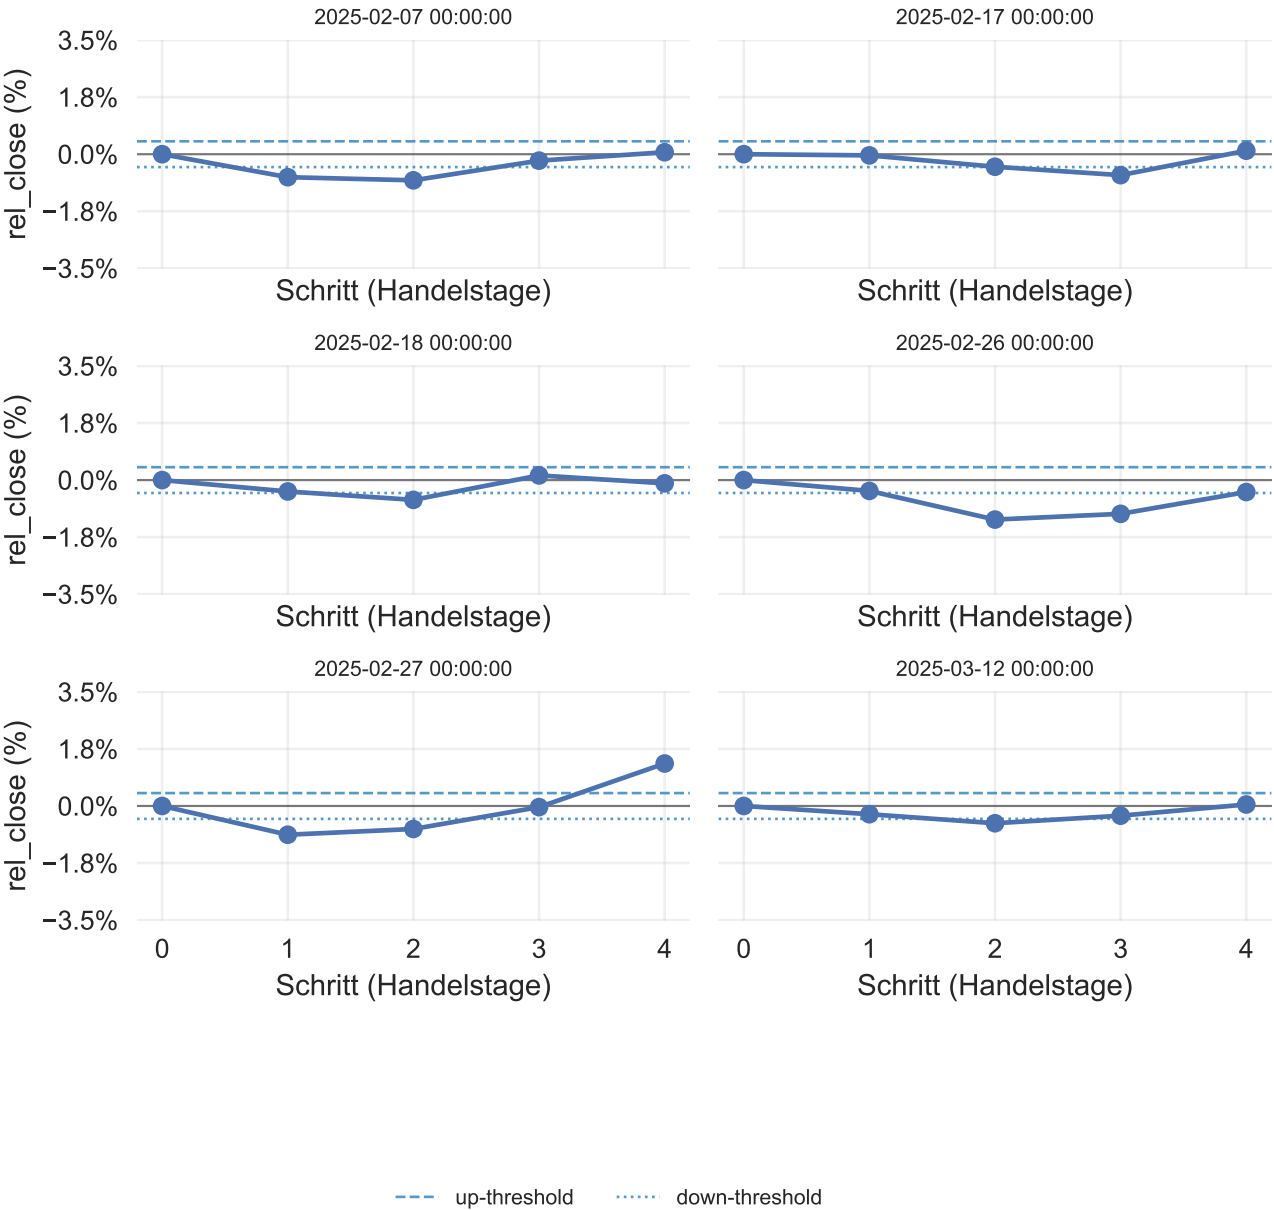 2025-02-07 00:00:00
2025-02-17 00:00:00
3.5%
1.8%
0.0%
−1.8%
−3.5%
rel_close (%)
Schritt (Handelstage)
Schritt (Handelstage)
2025-02-18 00:00:00
2025-02-26 00:00:00
3.5%
1.8%
0.0%
−1.8%
−3.5%
rel_close (%)
Schritt (Handelstage)
Schritt (Handelstage)
2025-02-27 00:00:00
2025-03-12 00:00:00
3.5%
1.8%
0.0%
−1.8%
−3.5%
rel_close (%)
0 1 2 3 4
0 1 2 3 4
Schritt (Handelstage)
Schritt (Handelstage)
up-threshold
down-threshold